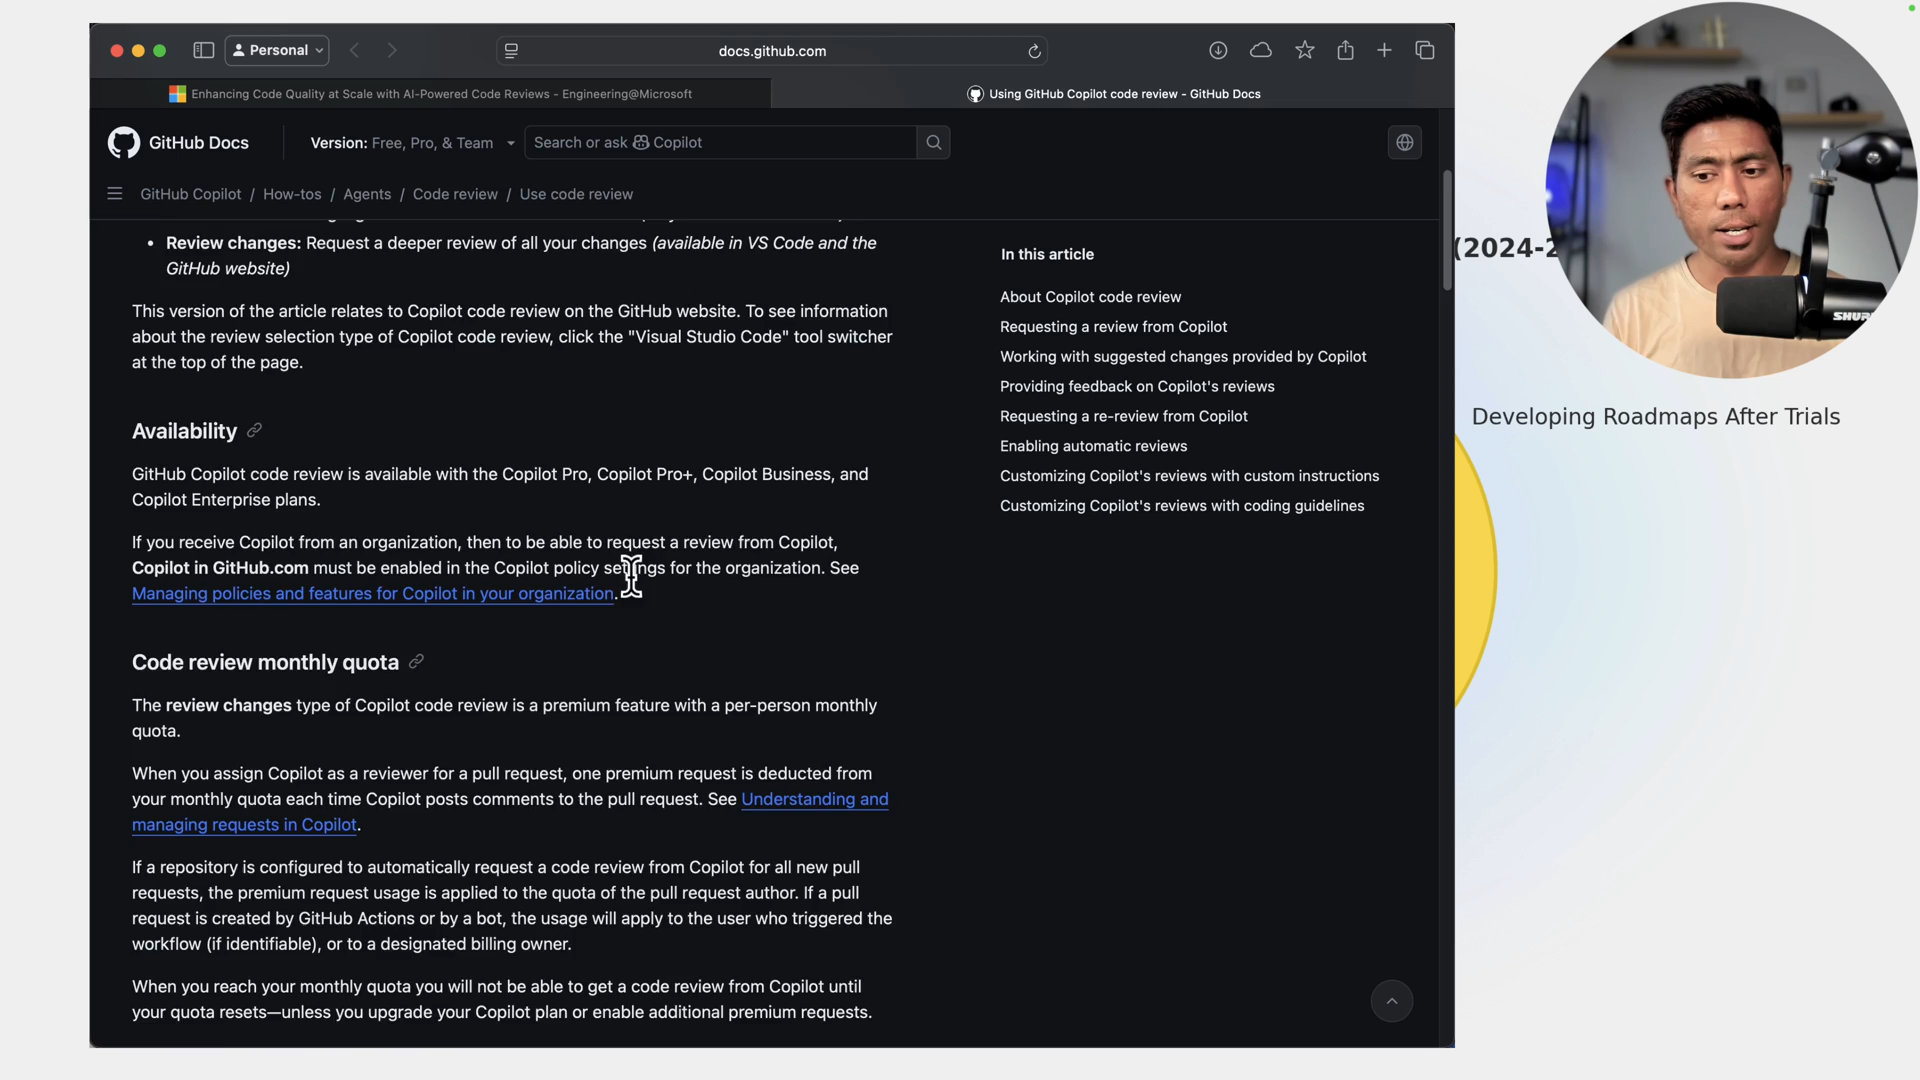 Personal
docs.github.com
Enhancing Code Quality at Scale with AI-Powered Code Reviews - Engineering@Microsoft
Using GitHub Copilot code review - GitHub Docs
GitHub Docs
Version: Free, Pro, & Team
Search or ask Copilot
GitHub Copilot / How-tos / Agents / Code review / Use code review
• Review changes: Request a deeper review of all your changes (available in VS Code and the
GitHub website)
This version of the article relates to Copilot code review on the GitHub website. To see information
about the review selection type of Copilot code review, click the "Visual Studio Code" tool switcher
at the top of the page.
Availability
GitHub Copilot code review is available with the Copilot Pro, Copilot Pro+, Copilot Business, and
Copilot Enterprise plans.
If you receive Copilot from an organization, then to be able to request a review from Copilot,
Copilot in GitHub.com must be enabled in the Copilot policy settings for the organization. See
Managing policies and features for Copilot in your organization.
Code review monthly quota
The review changes type of Copilot code review is a premium feature with a per-person monthly
quota.
When you assign Copilot as a reviewer for a pull request, one premium request is deducted from
your monthly quota each time Copilot posts comments to the pull request. See Understanding and
managing requests in Copilot.
If a repository is configured to automatically request a code review from Copilot for all new pull
requests, the premium request usage is applied to the quota of the pull request author. If a pull
request is created by GitHub Actions or by a bot, the usage will apply to the user who triggered the
workflow (if identifiable), or to a designated billing owner.
When you reach your monthly quota you will not be able to get a code review from Copilot until
your quota resets—unless you upgrade your Copilot plan or enable additional premium requests.
In this article
About Copilot code review
Requesting a review from Copilot
Working with suggested changes provided by Copilot
Providing feedback on Copilot's reviews
Requesting a re-review from Copilot
Enabling automatic reviews
Customizing Copilot's reviews with custom instructions
Customizing Copilot's reviews with coding guidelines
(2024-2
SHUR
Developing Roadmaps After Trials